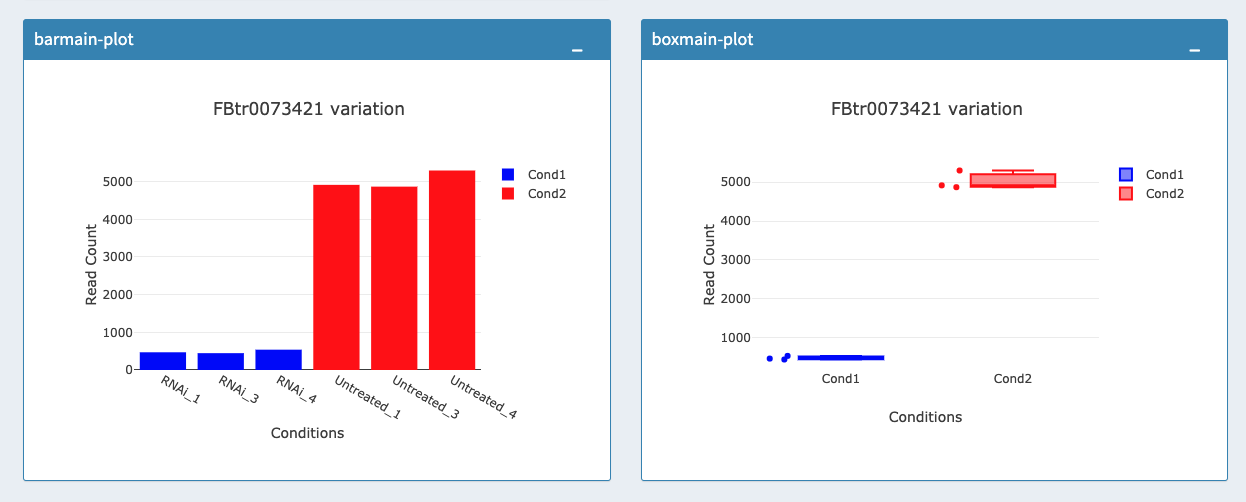 barmain-plot
FBtr0073421 variation
Cond1
Cond2
5000
4000
3000
2000
1000
0
Read Count
RNAi_1
RNAi_3
RNAi_4
Untreated_1
Untreated_3
Untreated_4
Conditions
boxmain-plot
FBtr0073421 variation
Cond1
Cond2
5000
4000
3000
2000
1000
Read Count
Cond1
Cond2
Conditions